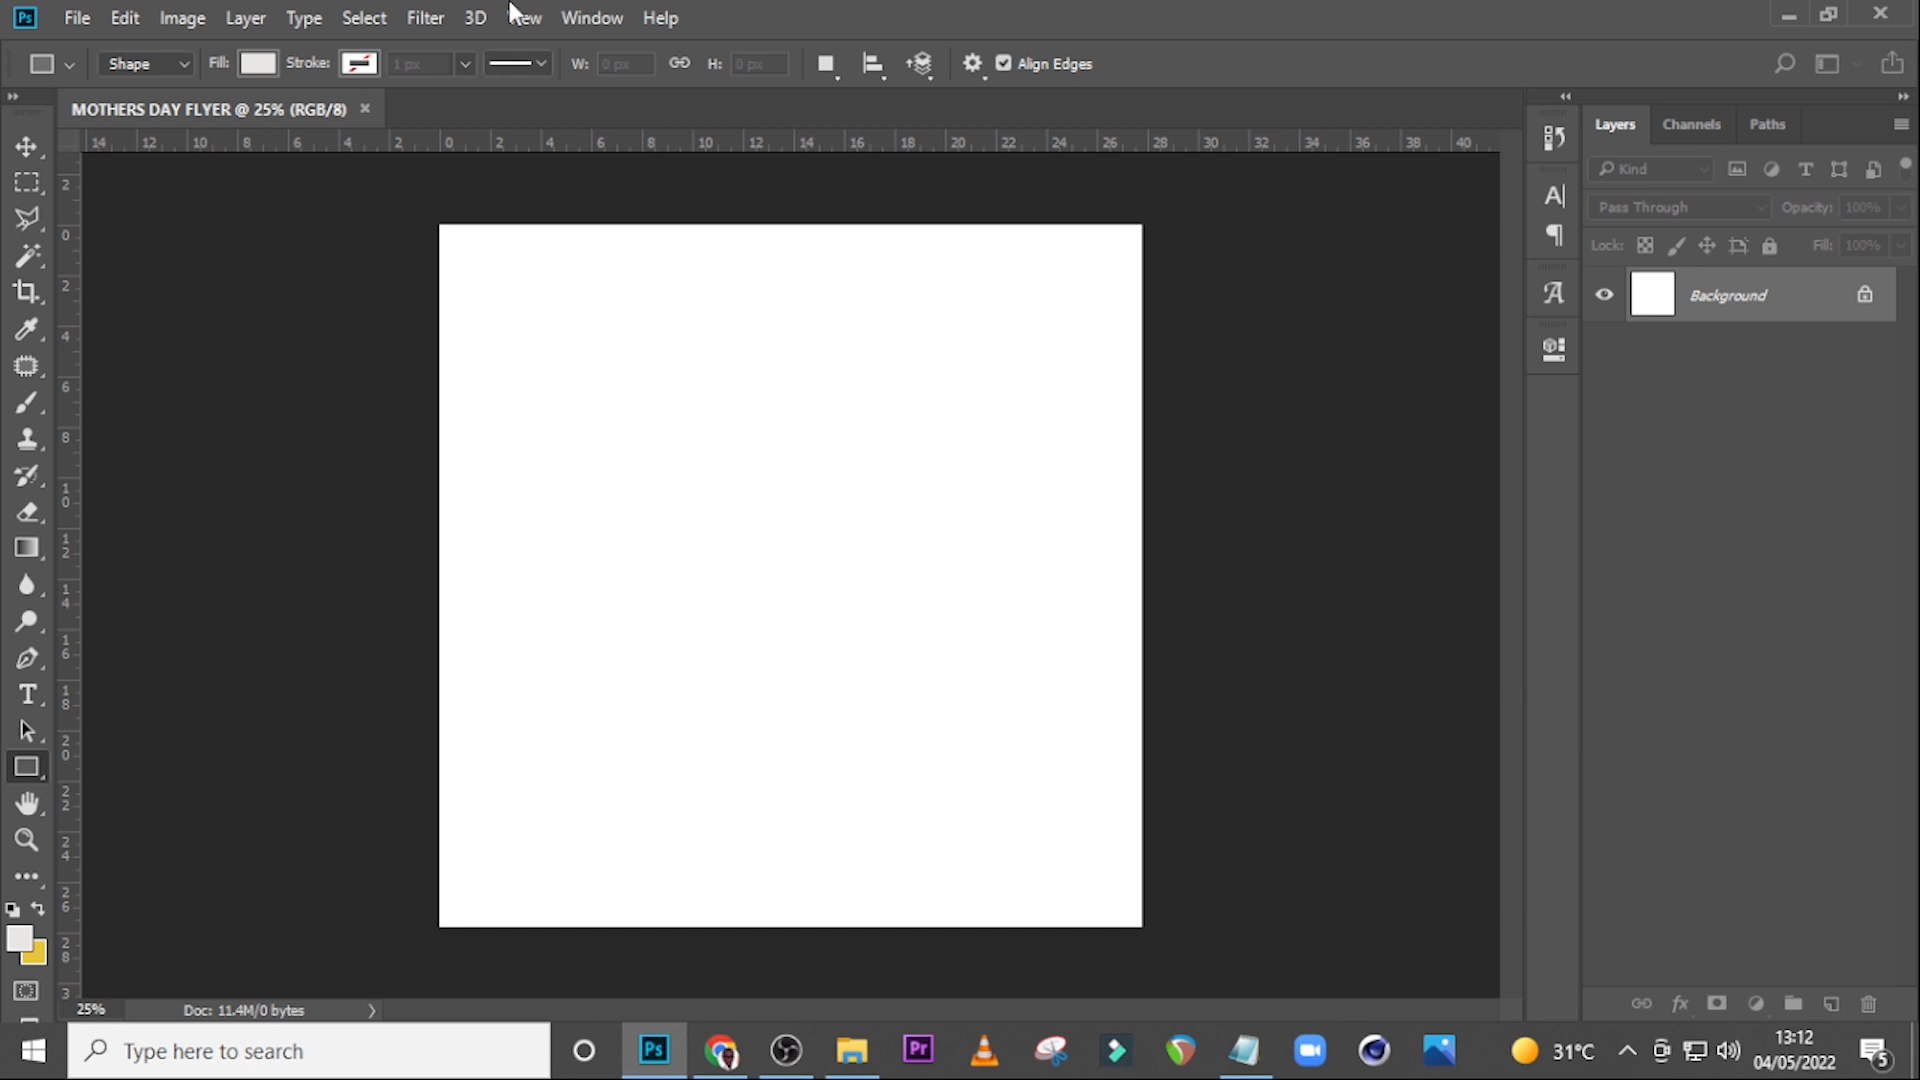 Ps File Edit Image Layer Type Select Filter 3D View Window Help
Shape Fill: Stroke: 1 px W: 0 px H: 0 px Align Edges
MOTHERS DAY FLYER @ 25% (RGB/8) ×
Layers Channels Paths
14 12 10 8 6 4 2 0 2 4 6 8 10 12 14 16 18 20 22 24 26 28 30 32 34 36 38 40
Kind
Pass Through Opacity: 100%
Lock: Fill: 100%
Background
2
0
2
4
6
8
10
12
14
16
18
20
22
24
26
28
3
25% Doc: 11.4M/0 bytes
Type here to search
Ps
Pr
31°C
13:12
04/05/2022
5